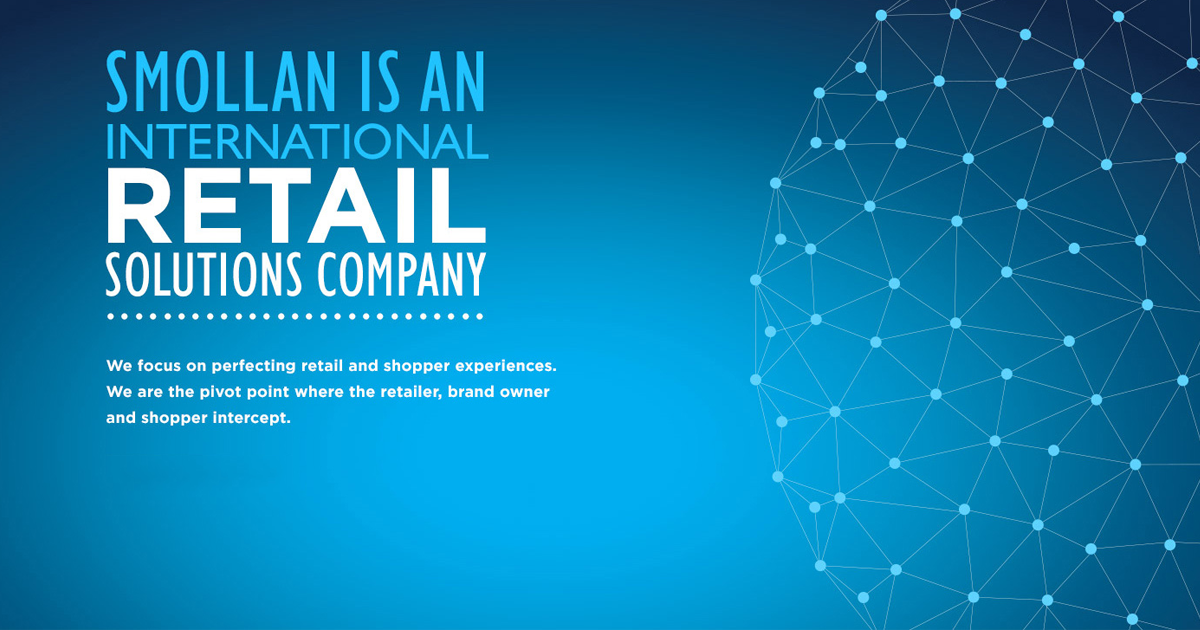 SMOLLAN IS AN
INTERNATIONAL
RETAIL
SOLUTIONS COMPANY
We focus on perfecting retail and shopper experiences.
We are the pivot point where the retailer, brand owner
and shopper intercept.